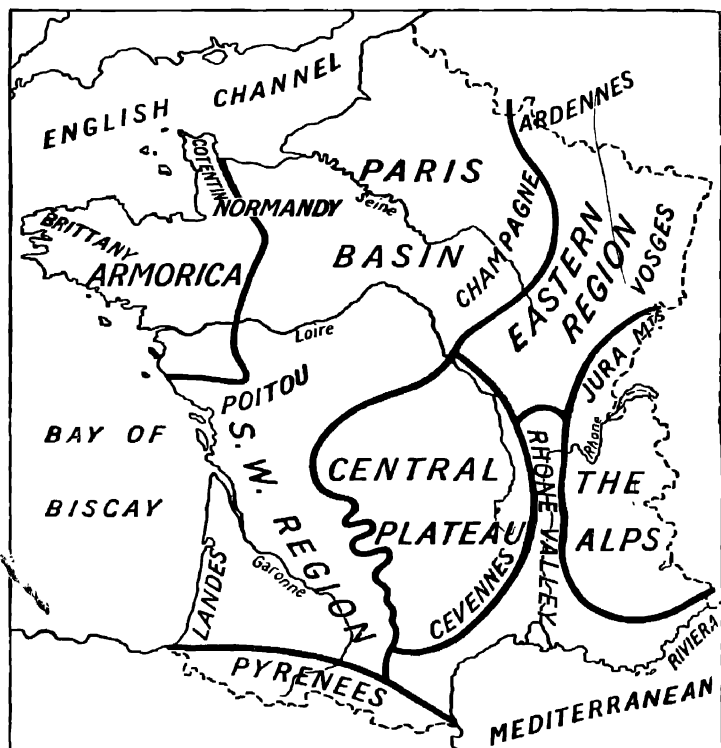 ENGLISH CHANNEL
ARDENNES
COTENTIN
PARIS
NORMANDY
Seine
CHAMPAGNE
BRITTANY
ARMORICA
BASIN
EASTERN
REGION
VOSGES
Loire
JURA Mts
POITOU
BAY OF
BISCAY
S. W. REGION
CENTRAL
PLATEAU
RHONE VALLEY
Rhone
THE
ALPS
LANDES
Garonne
CEVENNES
PYRENEES
RIVIERA
MEDITERRANEAN